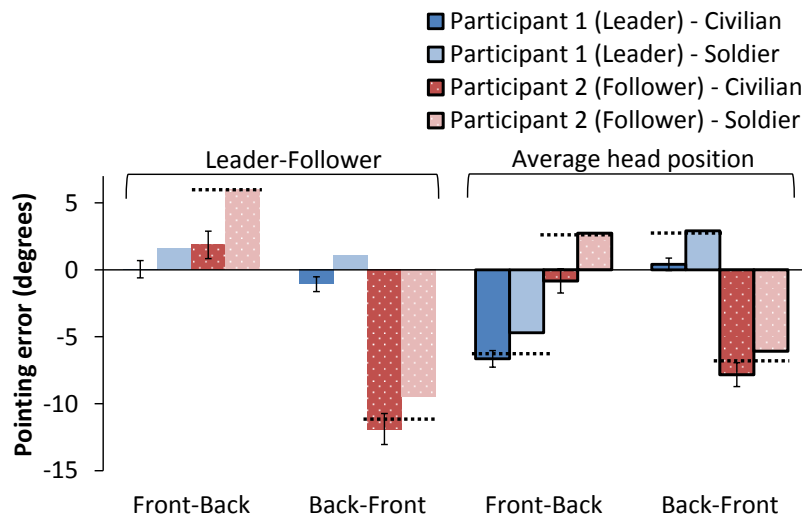 Participant 1 (Leader) - Civilian
Participant 1 (Leader) - Soldier
Participant 2 (Follower) - Civilian
Participant 2 (Follower) - Soldier
Leader-Follower
Average head position
Pointing error (degrees)
5
0
-5
-10
-15
Front-Back
Back-Front
Front-Back
Back-Front